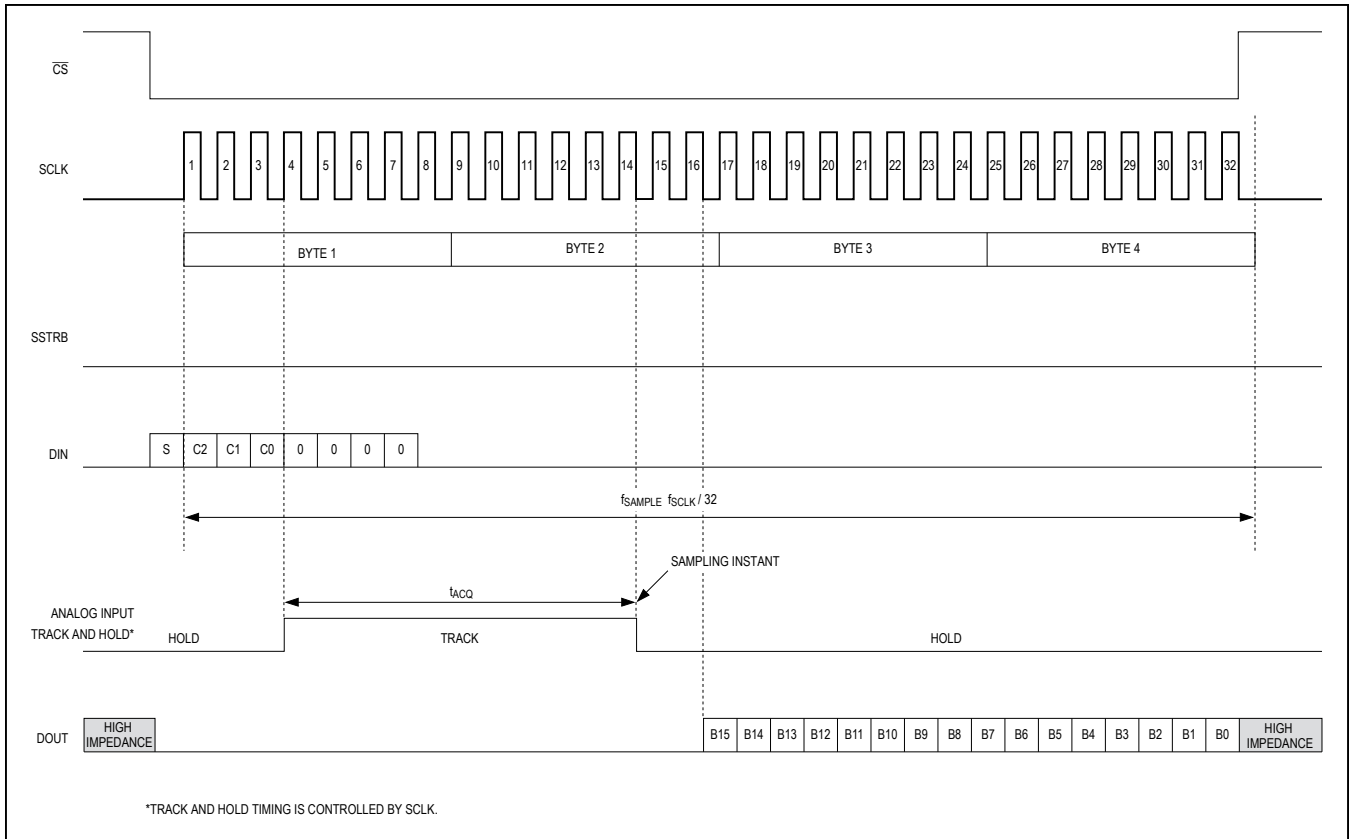 CS
SCLK
1 2 3 4 5 6 7 8 9 10 11 12 13 14 15 16 17 18 19 20 21 22 23 24 25 26 27 28 29 30 31 32
BYTE 1 BYTE 2 BYTE 3 BYTE 4
SSTRB
DIN
S C2 C1 C0 0 0 0 0
fSAMPLE fSCLK / 32
SAMPLING INSTANT
tACQ
ANALOG INPUT
TRACK AND HOLD*
HOLD TRACK HOLD
DOUT
HIGH
IMPEDANCE
B15 B14 B13 B12 B11 B10 B9 B8 B7 B6 B5 B4 B3 B2 B1 B0
HIGH
IMPEDANCE
*TRACK AND HOLD TIMING IS CONTROLLED BY SCLK.